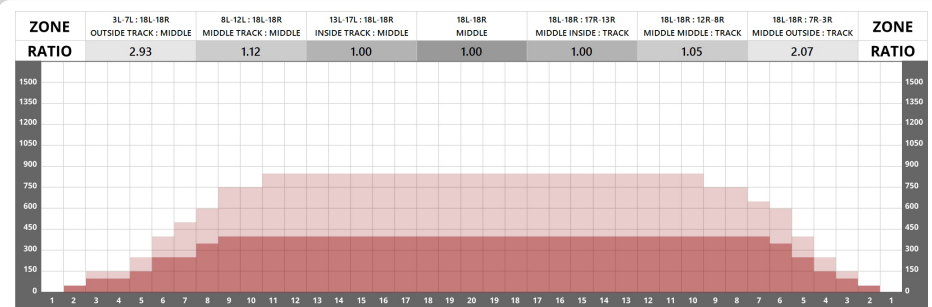 ZONE 3L-7L : 18L-18R 8L-12L : 18L-18R 13L-17L : 18L-18R 18L-18R 18L-18R : 17R-13R 18L-18R : 12R-8R 18L-18R : 7R-3R ZONE
OUTSIDE TRACK : MIDDLE MIDDLE TRACK : MIDDLE INSIDE TRACK : MIDDLE MIDDLE MIDDLE INSIDE : TRACK MIDDLE MIDDLE : TRACK MIDDLE OUTSIDE : TRACK
RATIO 2.93 1.12 1.00 1.00 1.00 1.05 2.07 RATIO
1500 1500
1350 1350
1200 1200
1050 1050
900 900
750 750
600 600
450 450
300 300
150 150
0 0
1 2 3 4 5 6 7 8 9 10 11 12 13 14 15 16 17 18 19 20 19 18 17 16 15 14 13 12 11 10 9 8 7 6 5 4 3 2 1